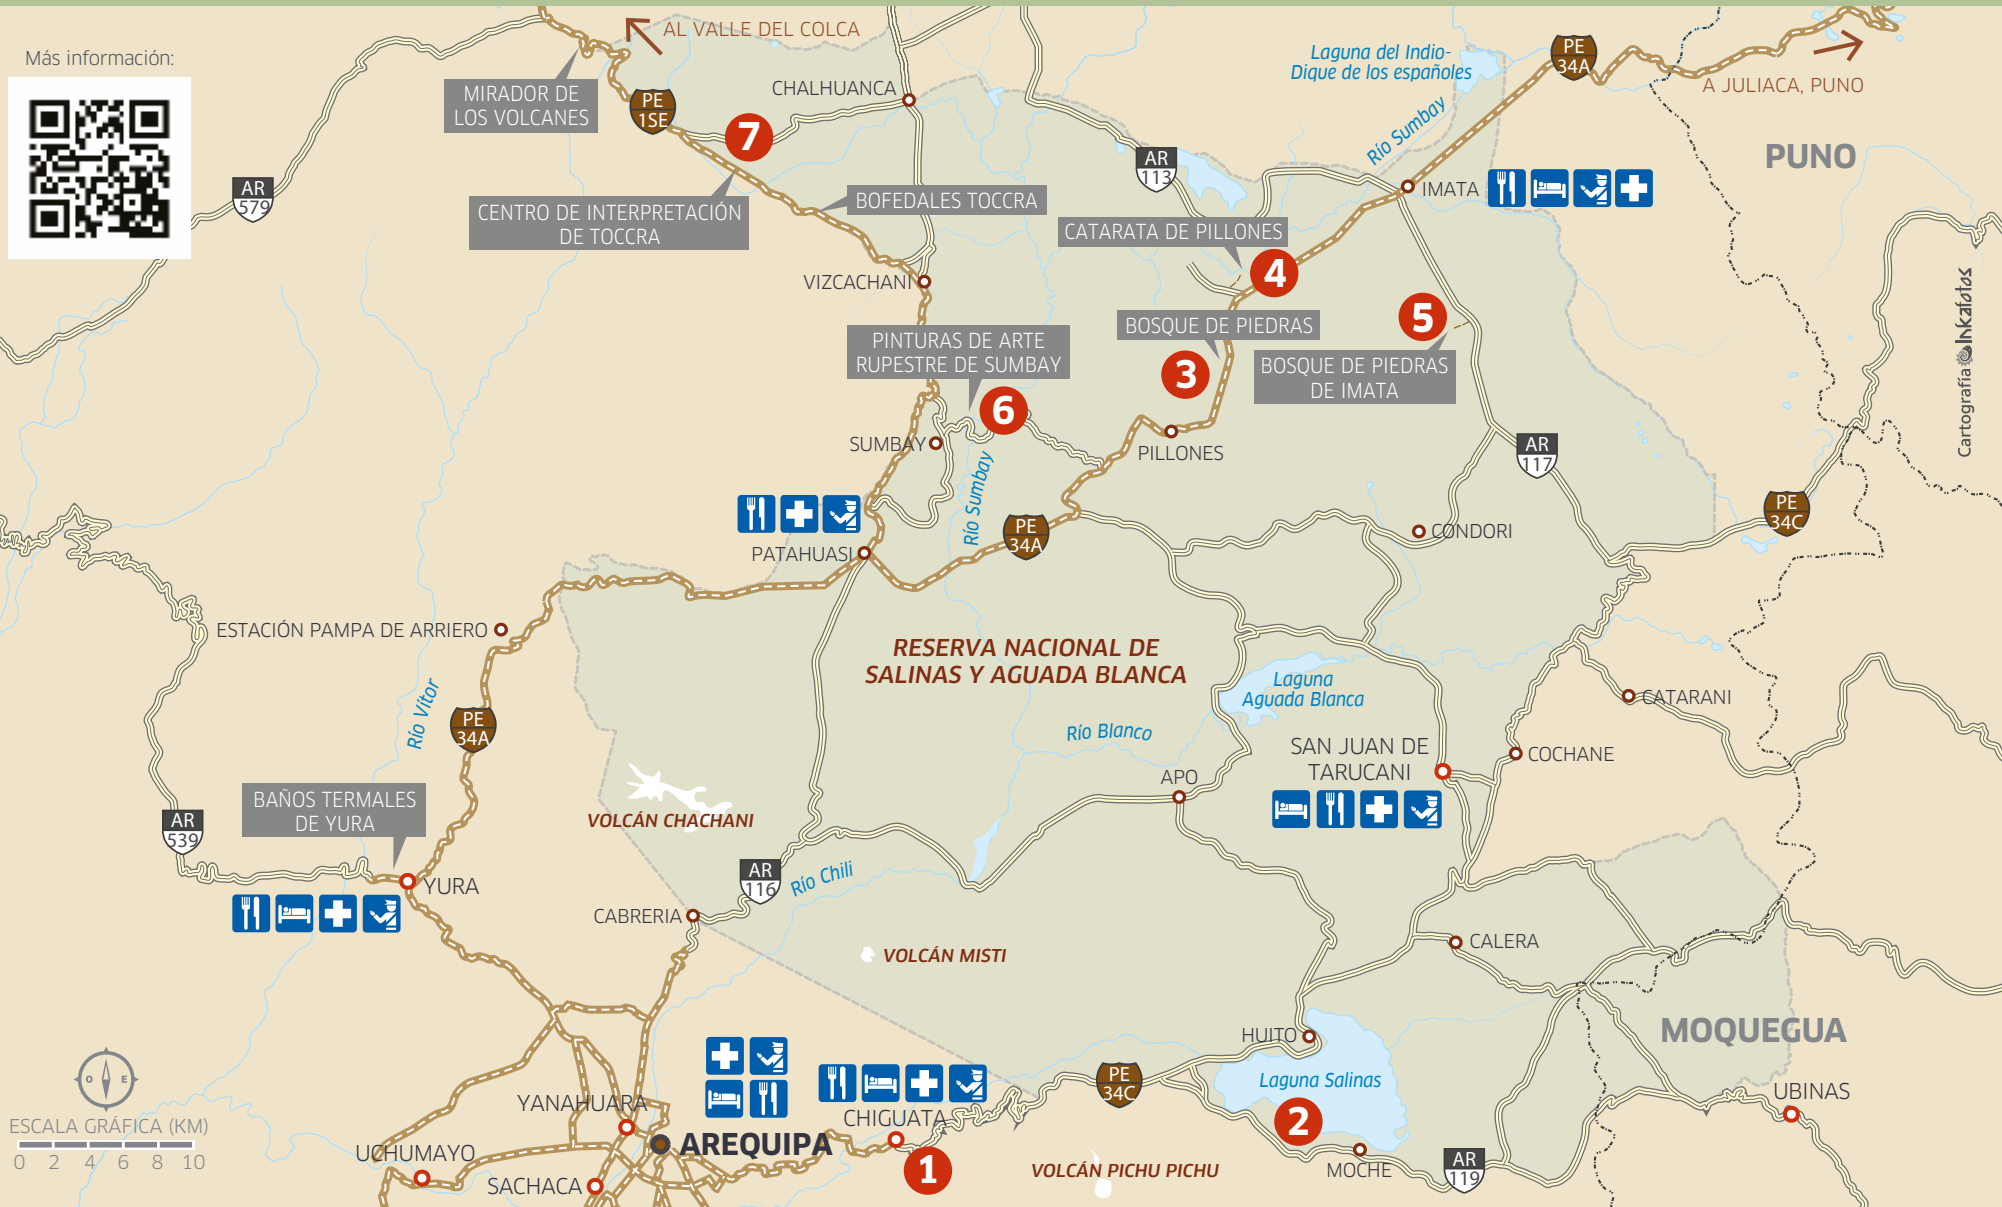 Más información:
AL VALLE DEL COLCA
MIRADOR DE
LOS VOLCANES
PE
1SE
CHALHUANCA
7
AR
579
CENTRO DE INTERPRETACIÓN
DE TOCCRA
BOFEDALES TOCCRA
VIZCACHANI
Laguna del Indio-
Dique de los españoles
PE
34A
A JULIACA, PUNO
Río Sumbay
AR
113
IMATA
PUNO
CATARATA DE PILLONES
4
5
BOSQUE DE PIEDRAS
3
BOSQUE DE PIEDRAS
DE IMATA
PINTURAS DE ARTE
RUPESTRE DE SUMBAY
6
SUMBAY
PILLONES
Río Sumbay
AR
117
PE
34C
Cartografía Inkafotos
PATAHUASI
PE
34A
CONDORI
ESTACIÓN PAMPA DE ARRIERO
RESERVA NACIONAL DE
SALINAS Y AGUADA BLANCA
Río Vítor
PE
34A
Laguna
Aguada Blanca
CATARANI
Río Blanco
SAN JUAN DE
TARUCANI
COCHANE
APO
BAÑOS TERMALES
DE YURA
AR
539
VOLCÁN CHACHANI
YURA
AR
116
Río Chili
CABRERIA
VOLCÁN MISTI
CALERA
MOQUEGUA
HUITO
Laguna Salinas
PE
34C
UBINAS
O E
ESCALA GRÁFICA (KM)
0 2 4 6 8 10
YANAHUARA
CHIGUATA
UCHUMAYO
AREQUIPA
SACHACA
1
2
VOLCÁN PICHU PICHU
MOCHE
AR
119